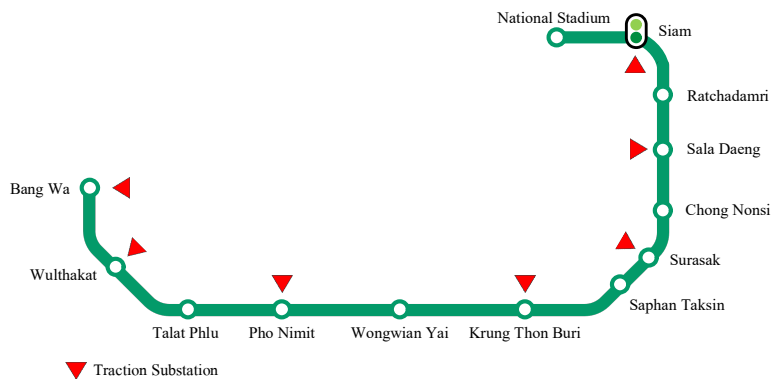 National Stadium
Siam
Ratchadamri
Sala Daeng
Bang Wa
Chong Nonsi
Surasak
Wulthakat
Saphan Taksin
Talat Phlu
Pho Nimit
Wongwian Yai
Krung Thon Buri
Traction Substation